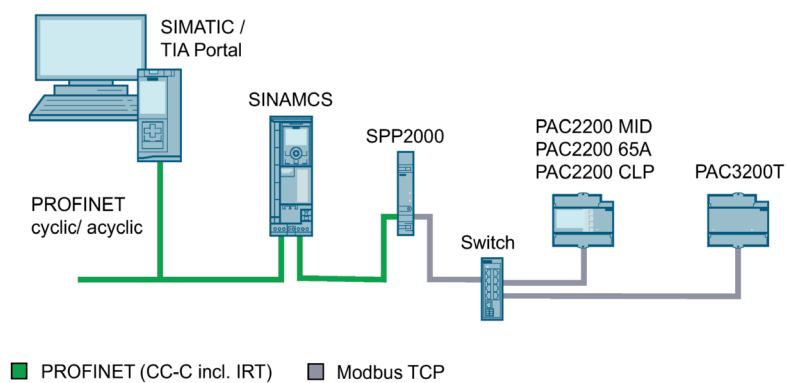 SIMATIC /
TIA Portal
SINAMCS
SPP2000
PAC2200 MID
PAC2200 65A
PAC2200 CLP
PAC3200T
PROFINET
cyclic/ acyclic
Switch
PROFINET (CC-C incl. IRT)
Modbus TCP